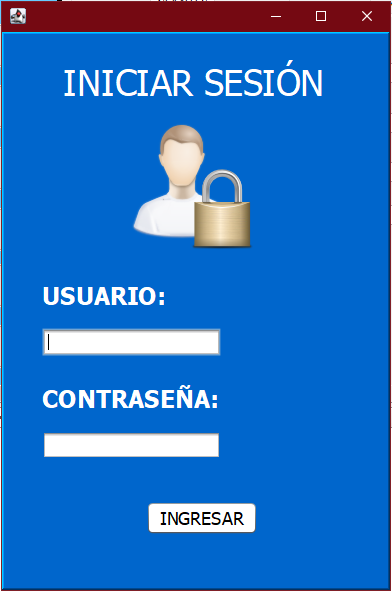 INICIAR SESIÓN
USUARIO:
CONTRASEÑA:
INGRESAR